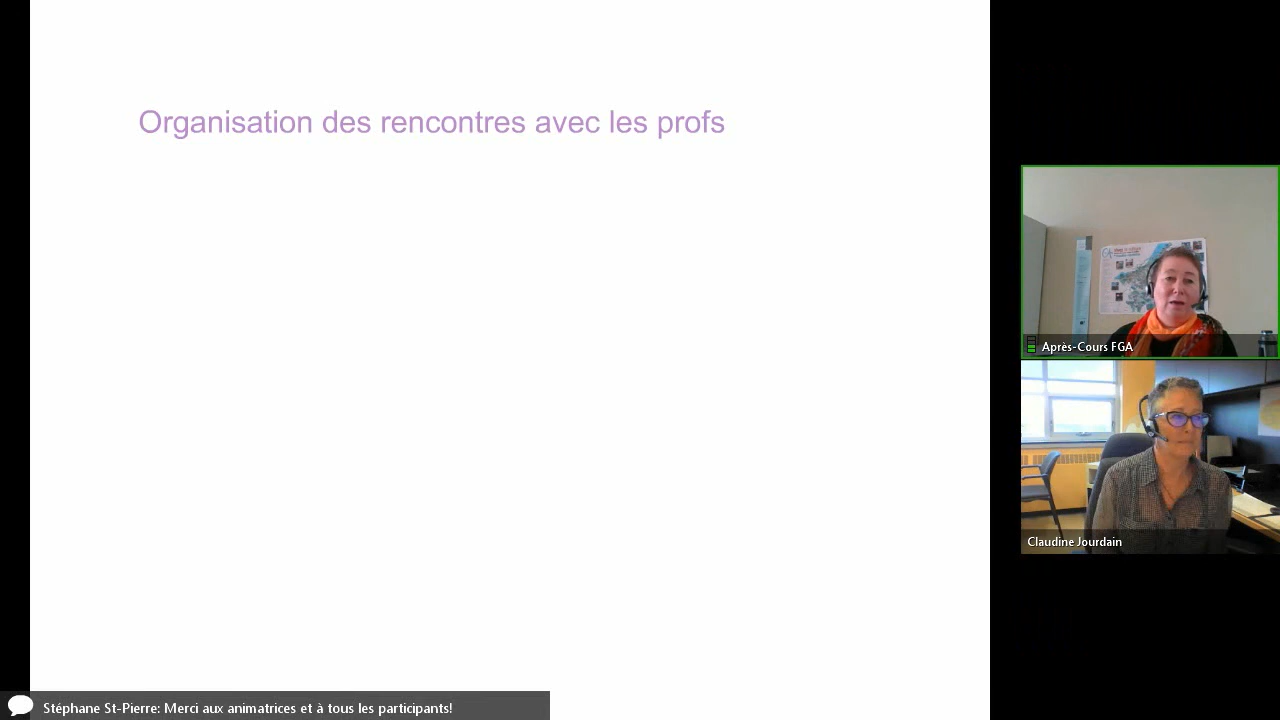 Organisation des rencontres avec les profs
Après-Cours FGA
Claudine Jourdain
Stéphane St-Pierre: Merci aux animatrices et à tous les participants!